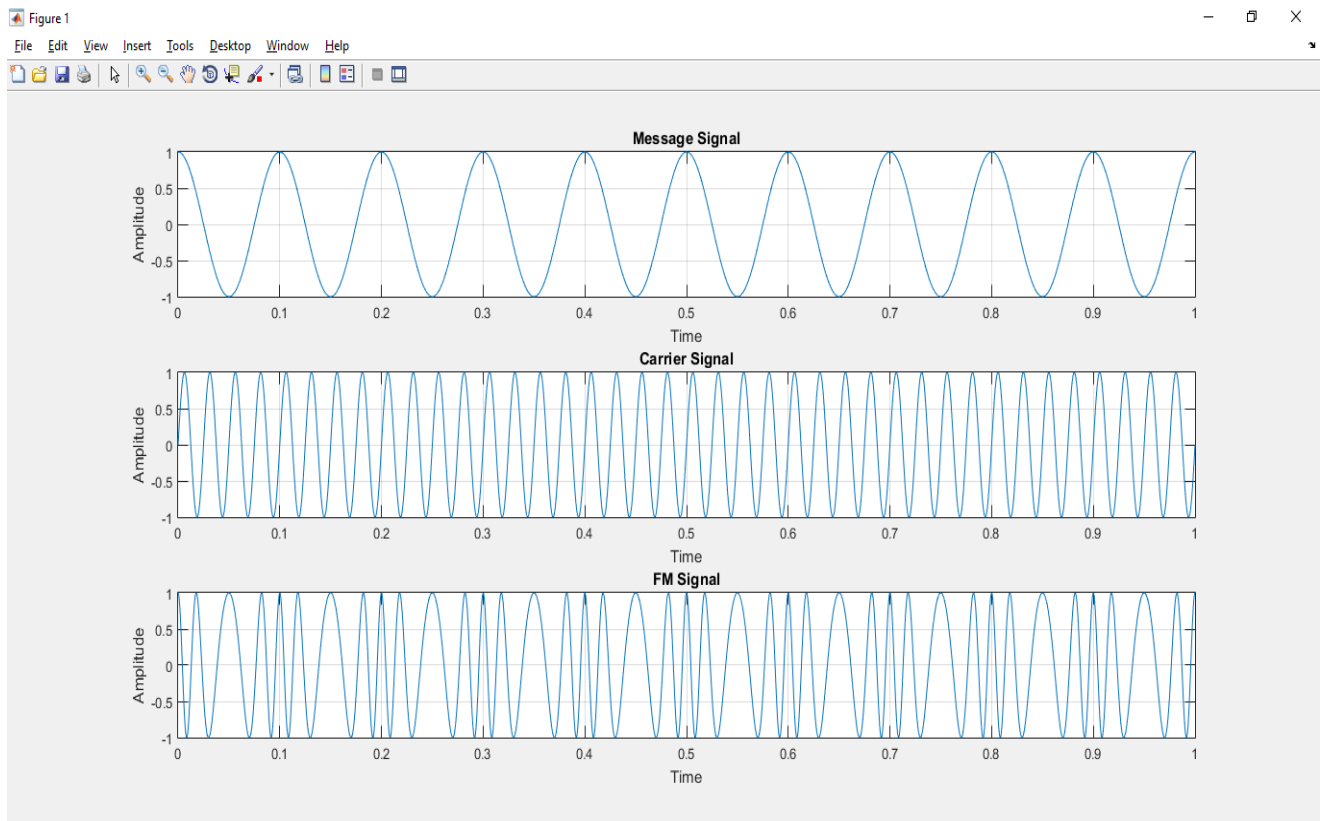 Figure 1
File Edit View Insert Tools Desktop Window Help
Message Signal
Amplitude
1
0.5
0
-0.5
-1
0 0.1 0.2 0.3 0.4 0.5 0.6 0.7 0.8 0.9 1
Time
Carrier Signal
Amplitude
1
0.5
0
-0.5
-1
0 0.1 0.2 0.3 0.4 0.5 0.6 0.7 0.8 0.9 1
Time
FM Signal
Amplitude
1
0.5
0
-0.5
-1
0 0.1 0.2 0.3 0.4 0.5 0.6 0.7 0.8 0.9 1
Time